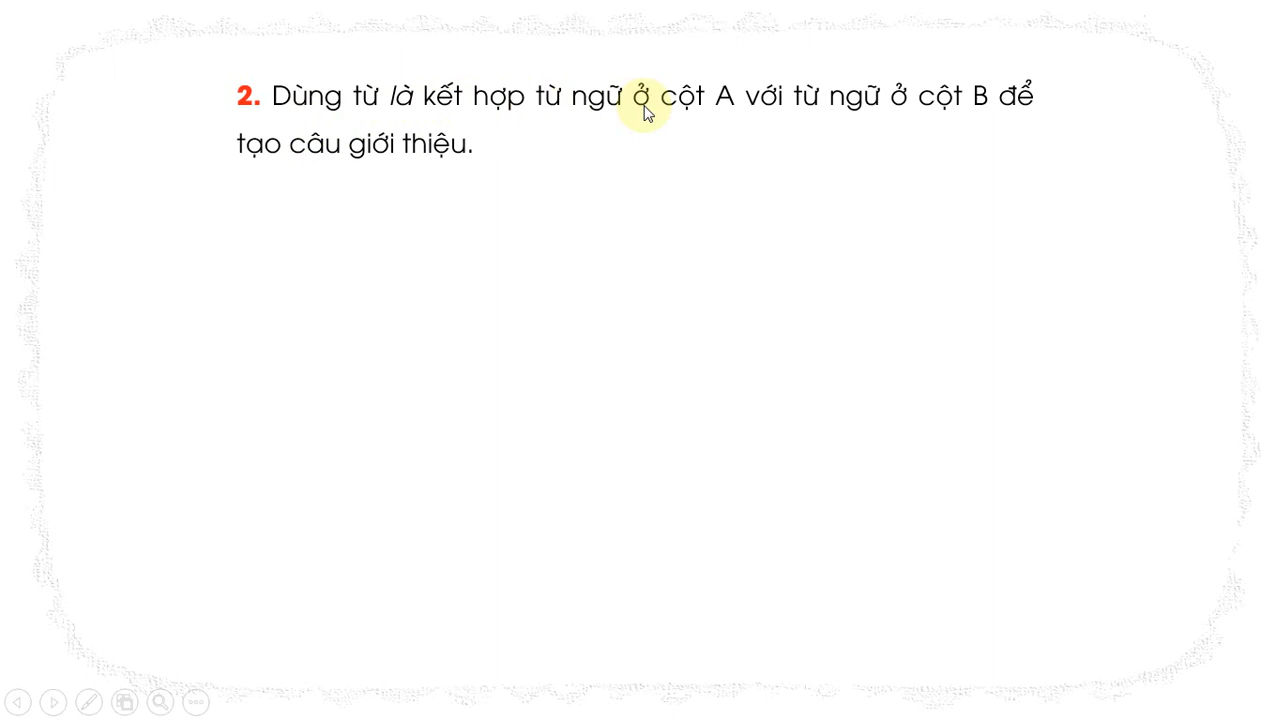 2. Dùng từ là kết hợp từ ngữ ở cột A với từ ngữ ở cột B để
tạo câu giới thiệu.